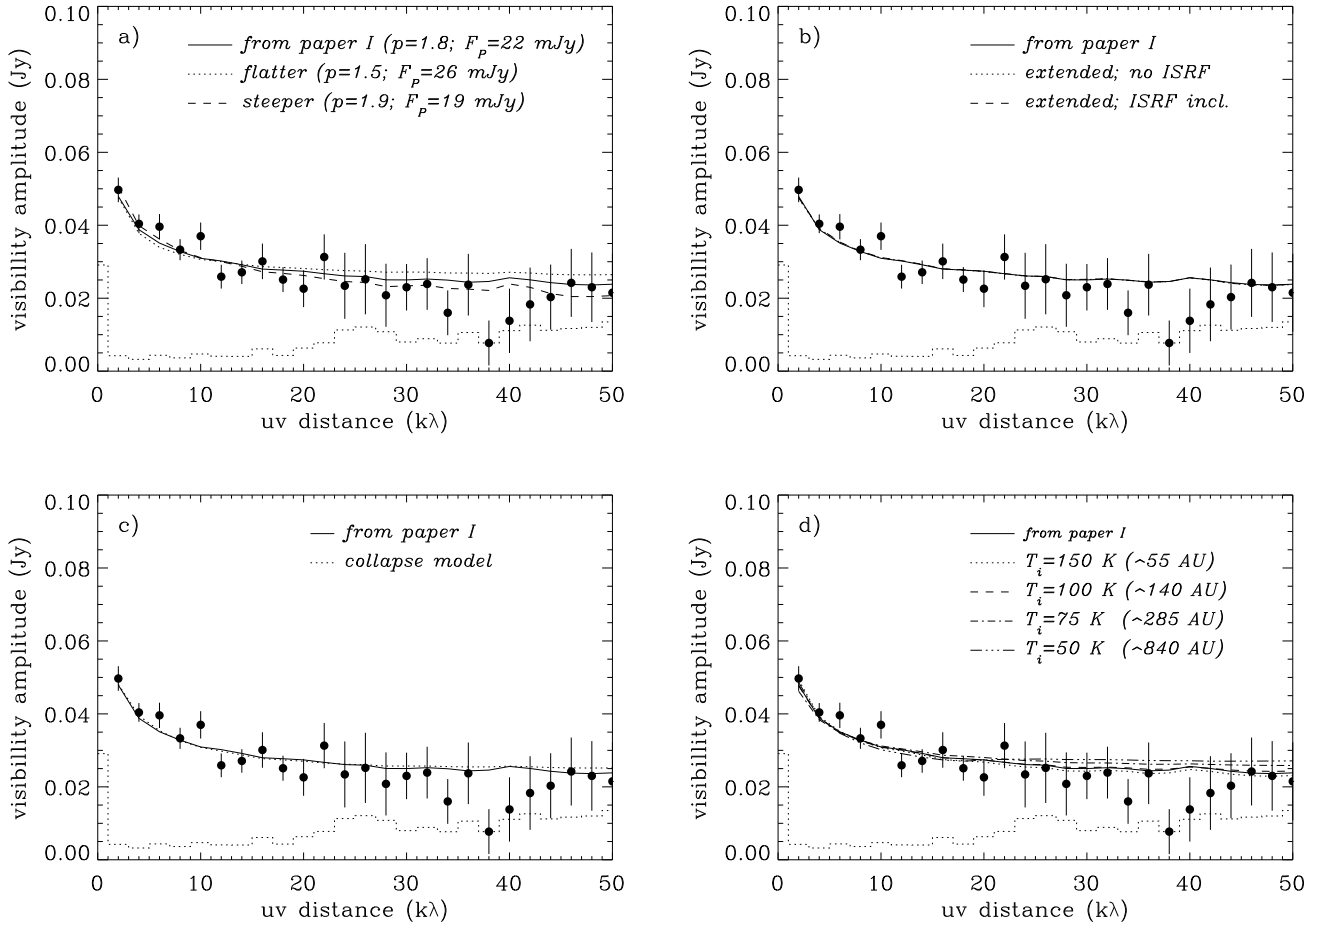 a)
from paper I (p=1.8; F_P=22 mJy)
flatter (p=1.5; F_P=26 mJy)
steeper (p=1.9; F_P=19 mJy)
visibillity amplitude (Jy)
0.10
0.08
0.06
0.04
0.02
0.00
0 10 20 30 40 50
uv distance (kλ)
b)
from paper I
extended; no ISRF
extended; ISRF incl.
visibillity amplitude (Jy)
0.10
0.08
0.06
0.04
0.02
0.00
0 10 20 30 40 50
uv distance (kλ)
c)
from paper I
collapse model
visibillity amplitude (Jy)
0.10
0.08
0.06
0.04
0.02
0.00
0 10 20 30 40 50
uv distance (kλ)
d)
from paper I
T_i=150 K (~55 AU)
T_i=100 K (~140 AU)
T_i=75 K (~285 AU)
T_i=50 K (~840 AU)
visibillity amplitude (Jy)
0.10
0.08
0.06
0.04
0.02
0.00
0 10 20 30 40 50
uv distance (kλ)